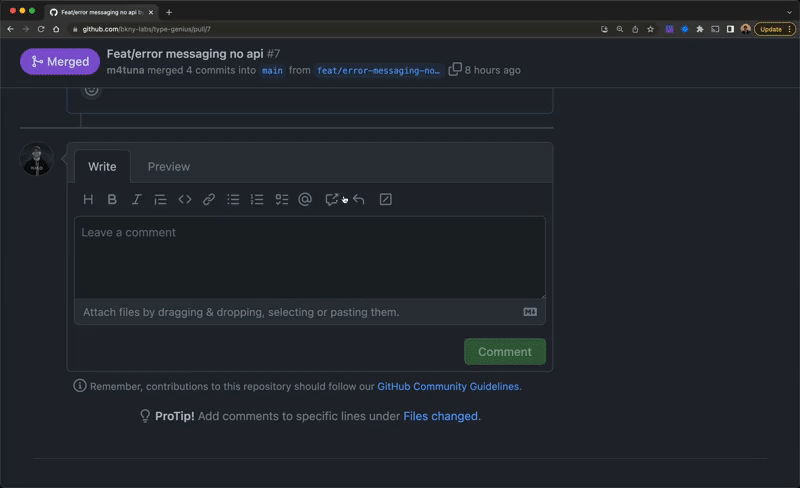 Feat/error messaging no api b
github.com/bkny-labs/type-genius/pull/7
Update
Merged
Feat/error messaging no api #7
m4tuna merged 4 commits into main from feat/error-messaging-no… 8 hours ago
Write Preview
Leave a comment
Attach files by dragging & dropping, selecting or pasting them.
Comment
Remember, contributions to this repository should follow our GitHub Community Guidelines.
ProTip! Add comments to specific lines under Files changed.